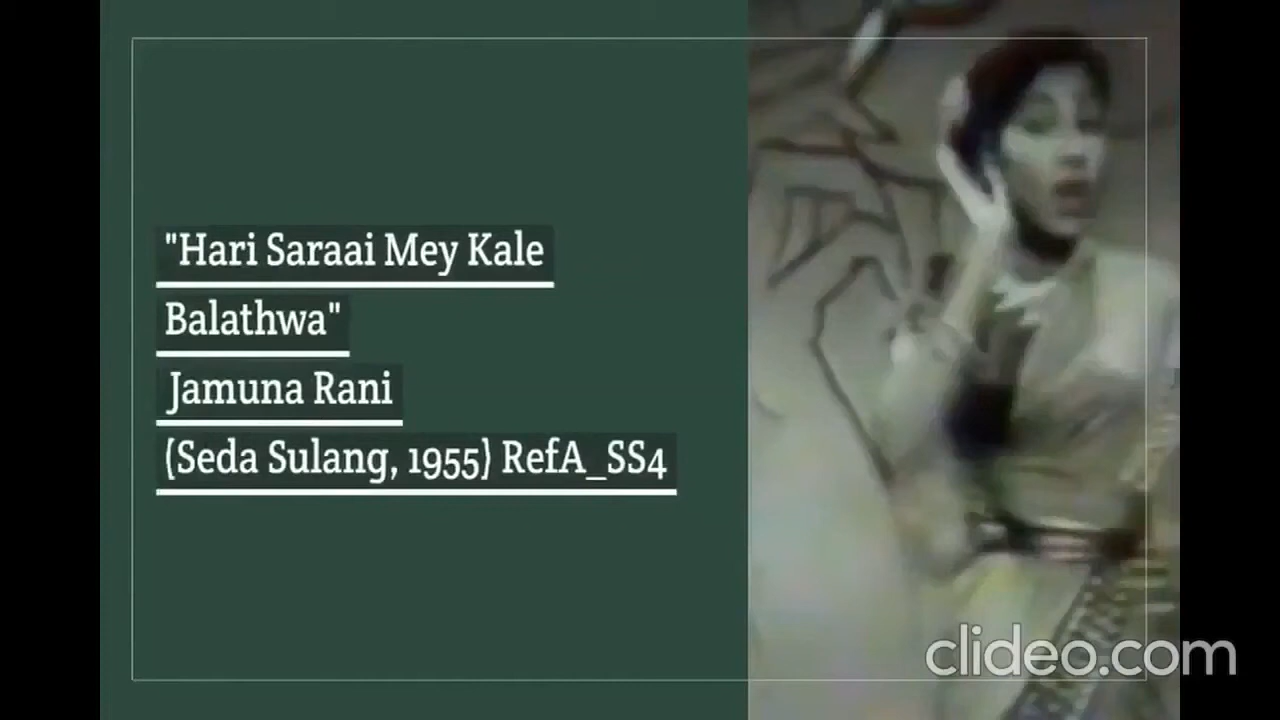 "Hari Saraai Mey Kale
Balathwa"
Jamuna Rani
(Seda Sulang, 1955) RefA_SS4
clideo.com